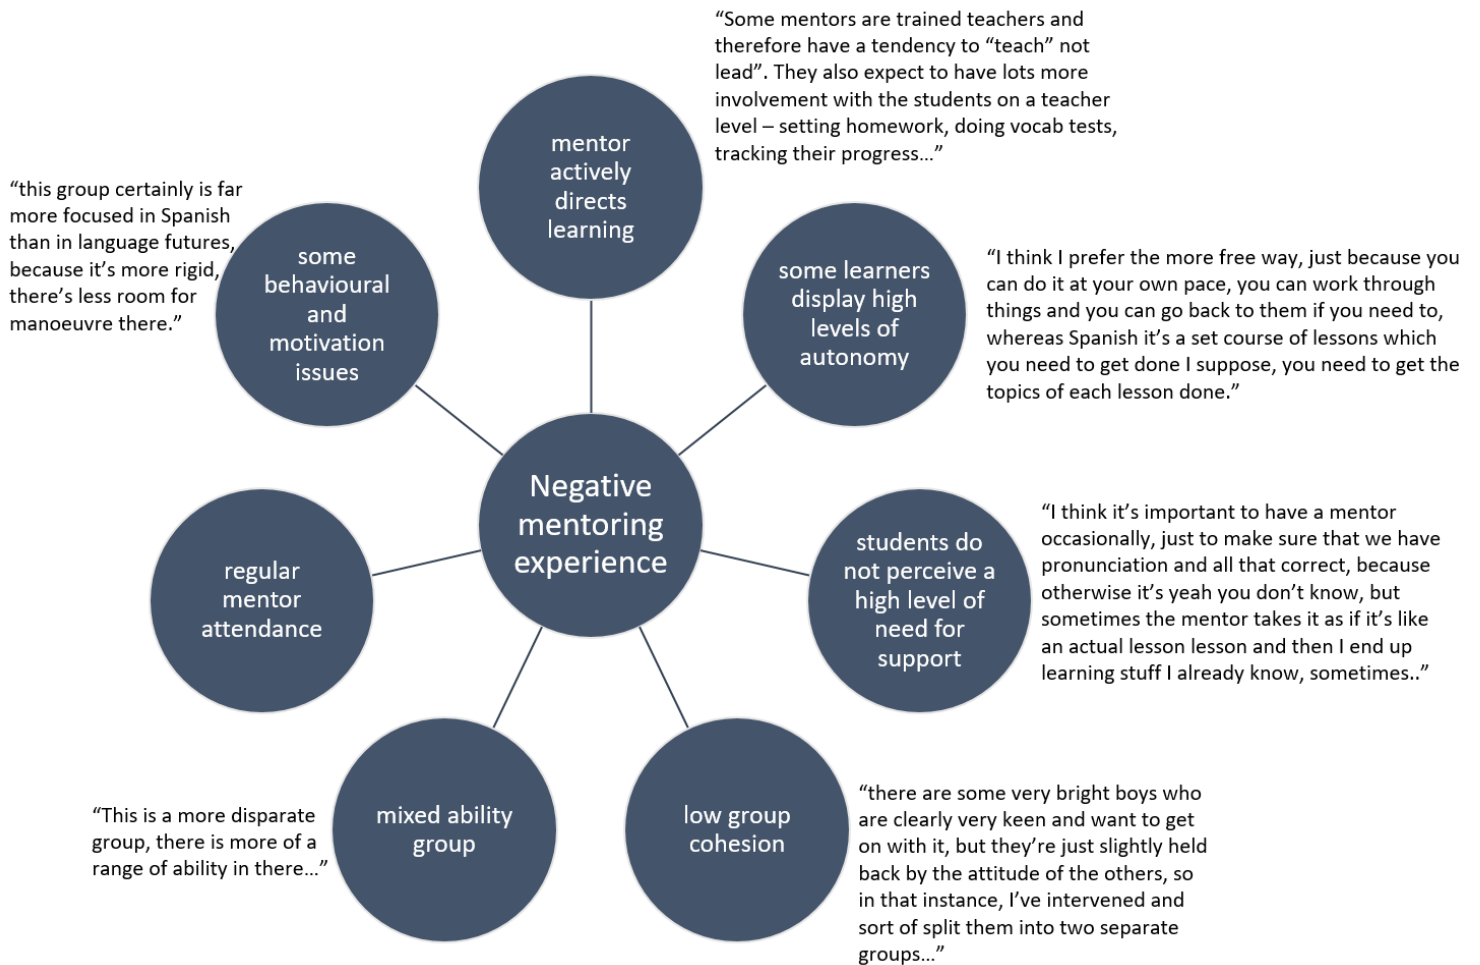 “Some mentors are trained teachers and
therefore have a tendency to “teach” not
lead”. They also expect to have lots more
involvement with the students on a teacher
level – setting homework, doing vocab tests,
tracking their progress…”
mentor
actively
directs
learning
“this group certainly is far
more focused in Spanish
than in language futures,
because it’s more rigid,
there’s less room for
manoeuvre there.”
some
behavioural
and
motivation
issues
some learners
display high
levels of
autonomy
“I think I prefer the more free way, just because you
can do it at your own pace, you can work through
things and you can go back to them if you need to,
whereas Spanish it’s a set course of lessons which
you need to get done I suppose, you need to get the
topics of each lesson done.”
Negative
mentoring
experience
regular
mentor
attendance
students do
not perceive a
high level of
need for
support
“I think it’s important to have a mentor
occasionally, just to make sure that we have
pronunciation and all that correct, because
otherwise it’s yeah you don’t know, but
sometimes the mentor takes it as if it’s like
an actual lesson lesson and then I end up
learning stuff I already know, sometimes..”
“This is a more disparate
group, there is more of a
range of ability in there…”
mixed ability
group
low group
cohesion
“there are some very bright boys who
are clearly very keen and want to get
on with it, but they’re just slightly held
back by the attitude of the others, so
in that instance, I’ve intervened and
sort of split them into two separate
groups…”